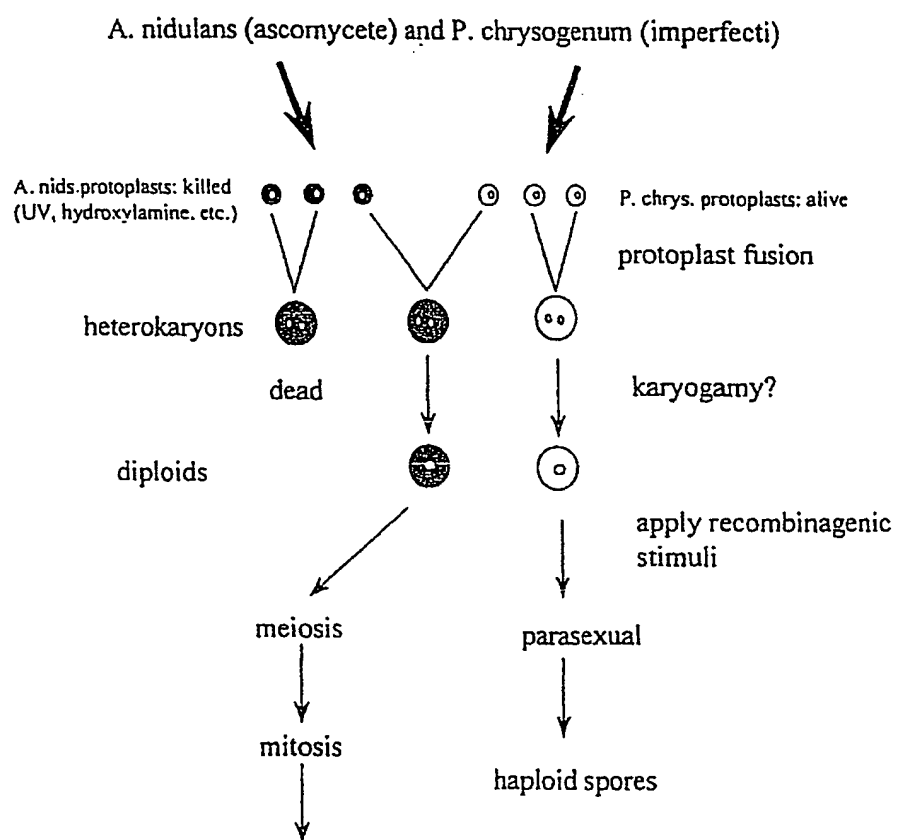 A. nidulans (ascomycete) and P. chrysogenum (imperfecti)
A. nids.protoplasts: killed
(UV, hydroxylamine. etc.)
P. chrys. protoplasts: alive
protoplast fusion
heterokaryons
dead
karyogamy?
diploids
apply recombinagenic
stimuli
meiosis
parasexual
mitosis
haploid spores